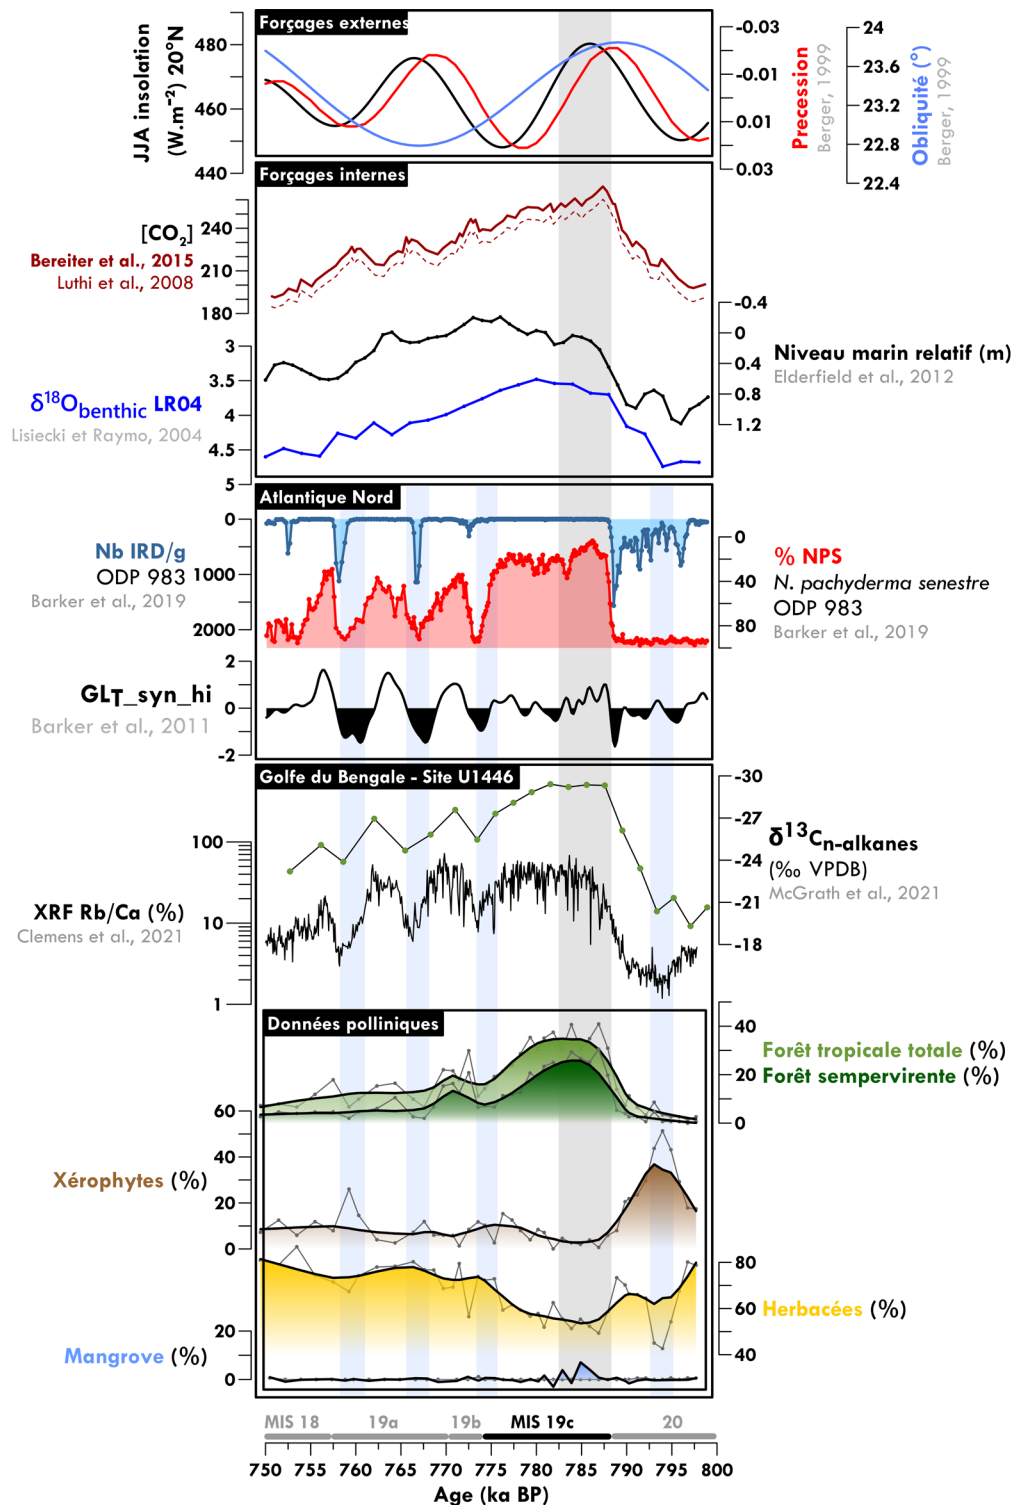 Forçages externes
480
460
440
JJA insolation
(W.m⁻²) 20°N
-0.03
-0.01
0.01
0.03
Precession
Berger, 1999
24
23.6
23.2
22.8
22.4
Obliquité (°)
Berger, 1999
Forçages internes
[CO₂]
Bereiter et al., 2015
Luthi et al., 2008
240
210
180
-0.4
0
0.4
0.8
1.2
Niveau marin relatif (m)
Elderfield et al., 2012
3
3.5
4
4.5
5
δ¹⁸Obenthic LR04
Lisiecki et Raymo, 2004
Atlantique Nord
0
1000
2000
Nb IRD/g
ODP 983
Barker et al., 2019
0
40
80
% NPS
N. pachyderma senestre
ODP 983
Barker et al., 2019
2
0
-2
GLT_syn_hi
Barker et al., 2011
Golfe du Bengale - Site U1446
-30
-27
-24
-21
-18
δ¹³Cn-alkanes
(‰ VPDB)
McGrath et al., 2021
100
10
1
XRF Rb/Ca (%)
Clemens et al., 2021
Données polliniques
40
20
0
Forêt tropicale totale (%)
Forêt sempervirente (%)
60
40
20
0
Xérophytes (%)
80
60
40
Herbacées (%)
20
0
Mangrove (%)
MIS 18 19a 19b MIS 19c 20
750 755 760 765 770 775 780 785 790 795 800
Age (ka BP)